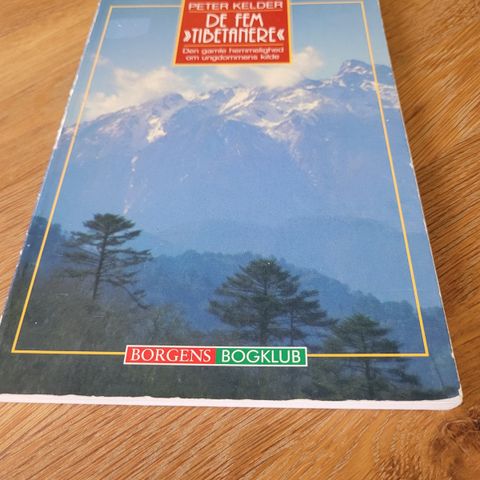 PETER KELDER
DE FEM
»TIBETANERE«
Den gamle hemmelighed
om ungdommens kilde
BORGENS BOGKLUB